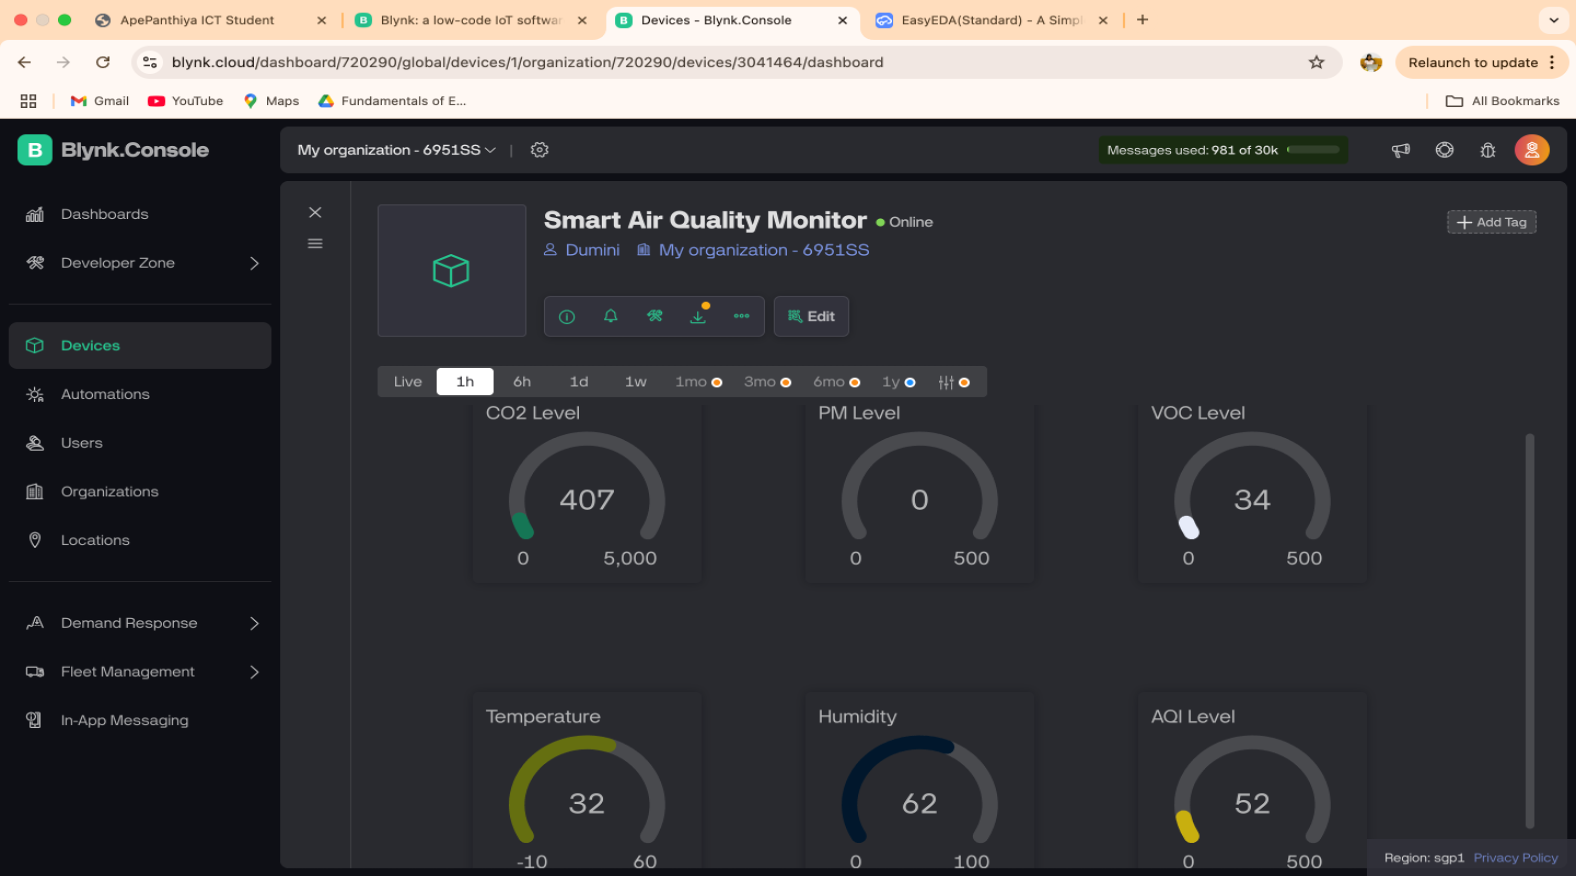 ApePanthiya ICT Student
Blynk: a low-code IoT softwar
Devices - Blynk.Console
EasyEDA(Standard) - A Simpl
blynk.cloud/dashboard/720290/global/devices/1/organization/720290/devices/3041464/dashboard
Relaunch to update
Gmail
YouTube
Maps
Fundamentals of E...
All Bookmarks
B Blynk.Console
My organization - 6951SS
Messages used: 981 of 30k
Dashboards
Developer Zone
Devices
Automations
Users
Organizations
Locations
Demand Response
Fleet Management
In-App Messaging
Smart Air Quality Monitor
Online
Add Tag
Dumini
My organization - 6951SS
Edit
Live 1h 6h 1d 1w 1mo 3mo 6mo 1y
CO2 Level
407
0 5,000
PM Level
0
0 500
VOC Level
34
0 500
Temperature
32
-10 60
Humidity
62
0 100
AQI Level
52
0 500
Region: sgp1 Privacy Policy